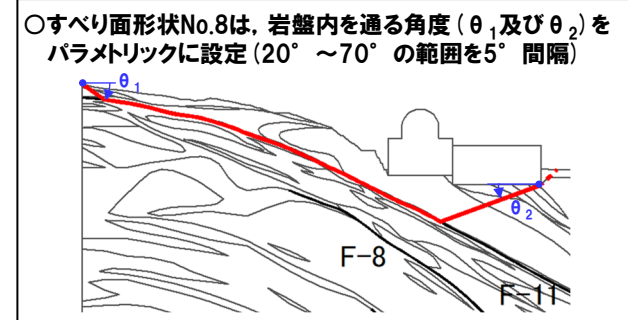 ○すべり面形状No.8は，岩盤内を通る角度（θ₁及びθ₂）を
パラメトリックに設定（20°～70°の範囲を5°間隔）
θ₁
θ₂
F-8
F-11